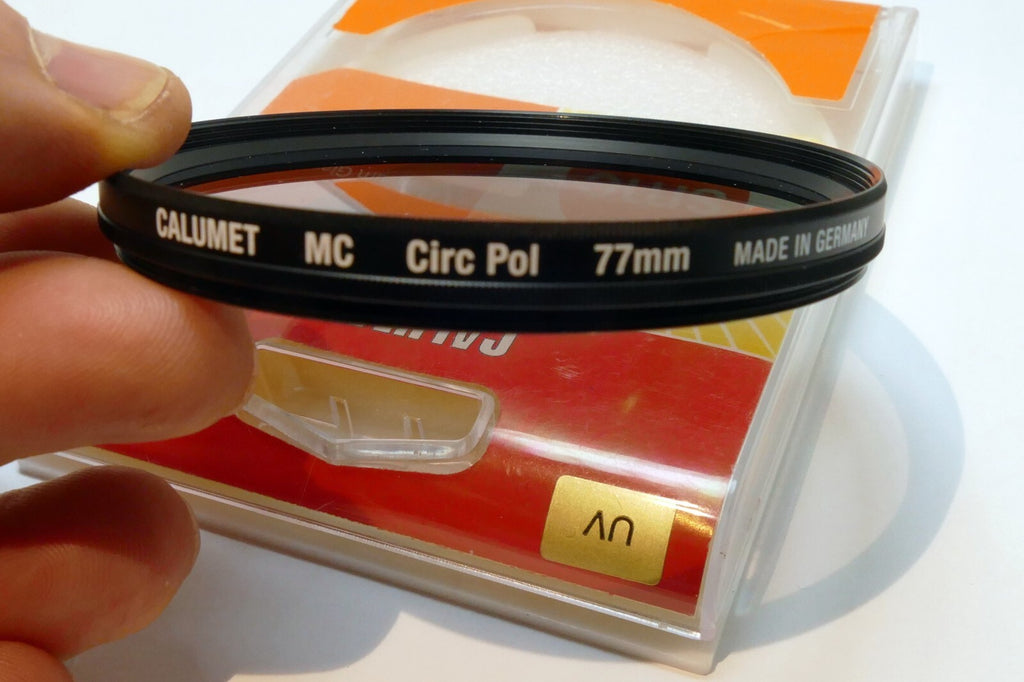 CALUMET MC Circ Pol 77mm MADE IN GERMANY
UV